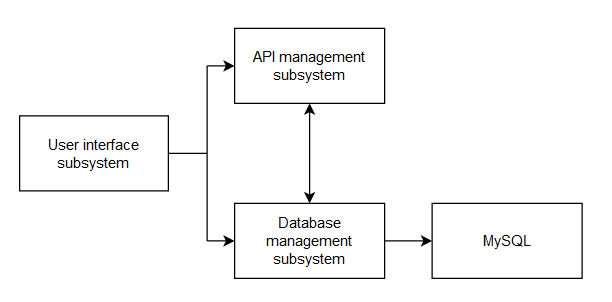 API management
subsystem
User interface
subsystem
Database
management
subsystem
MySQL